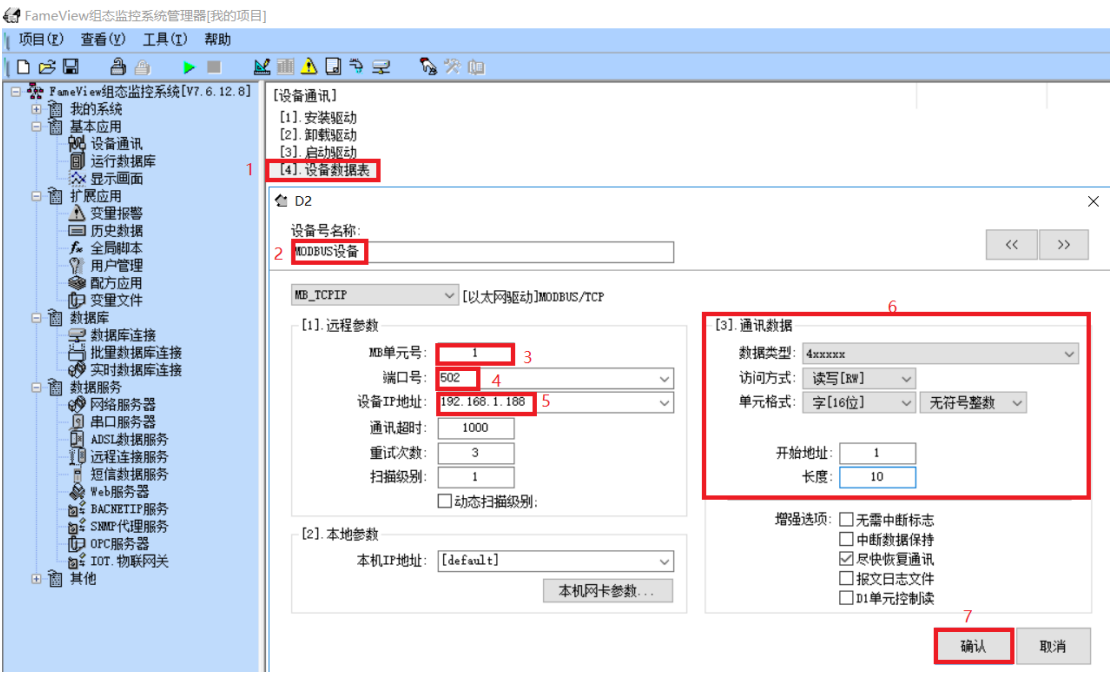 FameView组态监控系统管理器[我的项目]
项目(F) 查看(V) 工具(T) 帮助
FameView组态监控系统[V7.6.12.8]
我的系统
基本应用
设备通讯
运行数据库
显示画面
扩展应用
变量报警
历史数据
全局脚本
用户管理
配方应用
变量文件
数据库
数据库连接
批量数据库连接
实时数据库连接
数据服务
网络服务器
串口服务器
ADSL数据服务
远程连接服务
短信数据服务
Web服务器
BACNETIP服务
SNMP代理服务
OPC服务器
IOT.物联网关
其他
[设备通讯]
[1].安装驱动
[2].卸载驱动
[3].启动驱动
1 [4].设备数据表
D2
设备号名称:
2 MODBUS设备
<< >>
MB_TCPIP [以太网驱动]MODBUS/TCP
[1].远程参数
MB单元号: 1 3
端口号: 502 4
设备IP地址: 192.168.1.188 5
通讯超时: 1000
重试次数: 3
扫描级别: 1
动态扫描级别;
[2].本地参数
本机IP地址: [default]
本机网卡参数...
6
[3].通讯数据
数据类型: 4xxxxx
访问方式: 读写[RW]
单元格式: 字[16位] 无符号整数
开始地址: 1
长度: 10
增强选项: 无需中断标志
中断数据保持
尽快恢复通讯
报文日志文件
D1单元控制读
7
确认 取消